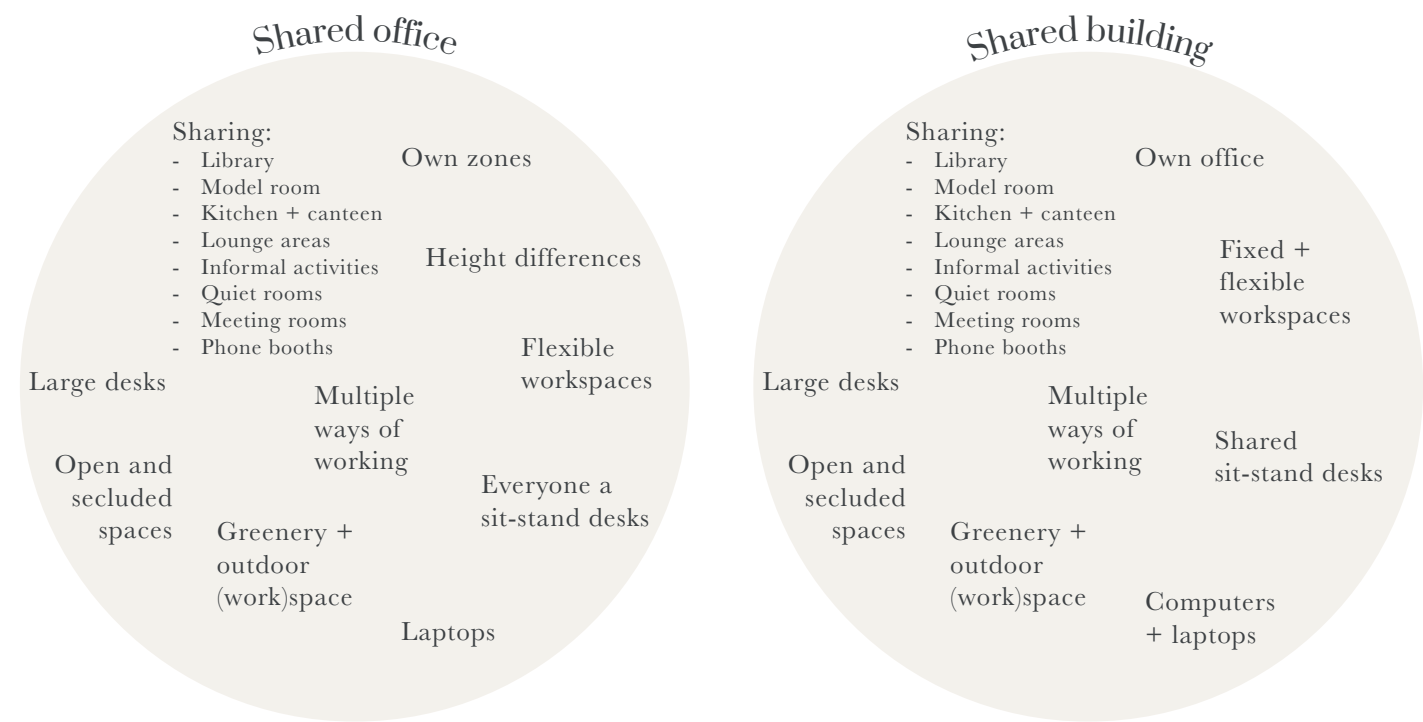 Shared office
Sharing:
- Library
- Model room
- Kitchen + canteen
- Lounge areas
- Informal activities
- Quiet rooms
- Meeting rooms
- Phone booths
Own zones
Height differences
Flexible
workspaces
Large desks
Multiple
ways of
working
Open and
secluded
spaces
Everyone a
sit-stand desks
Greenery +
outdoor
(work)space
Laptops
Shared building
Sharing:
- Library
- Model room
- Kitchen + canteen
- Lounge areas
- Informal activities
- Quiet rooms
- Meeting rooms
- Phone booths
Own office
Fixed +
flexible
workspaces
Large desks
Multiple
ways of
working
Shared
sit-stand desks
Open and
secluded
spaces
Greenery +
outdoor
(work)space
Computers
+ laptops